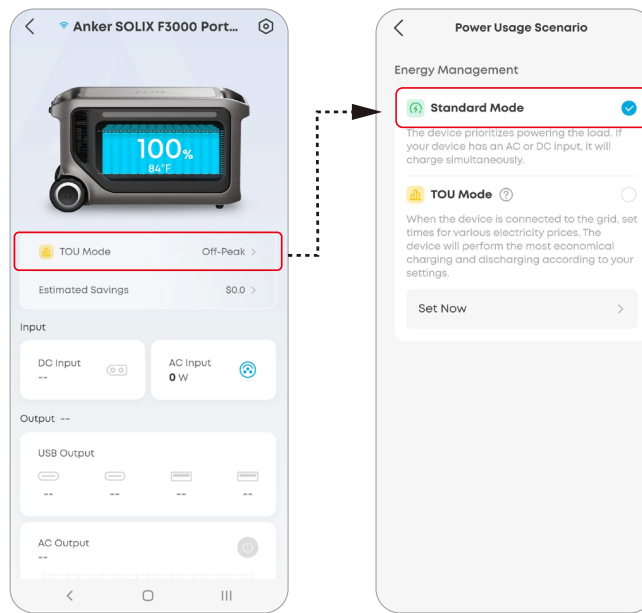 Anker SOLIX F3000 Port...
100%
84°F
TOU Mode
Off-Peak
Estimated Savings
$0.0
Input
DC Input
--
AC Input
0 W
Output --
USB Output
-- -- -- --
AC Output
--
Power Usage Scenario
Energy Management
Standard Mode
The device prioritizes powering the load. If
your device has an AC or DC input, it will
charge simultaneously.
TOU Mode ?
When the device is connected to the grid, set
times for various electricity prices. The
device will perform the most economical
charging and discharging according to your
settings.
Set Now